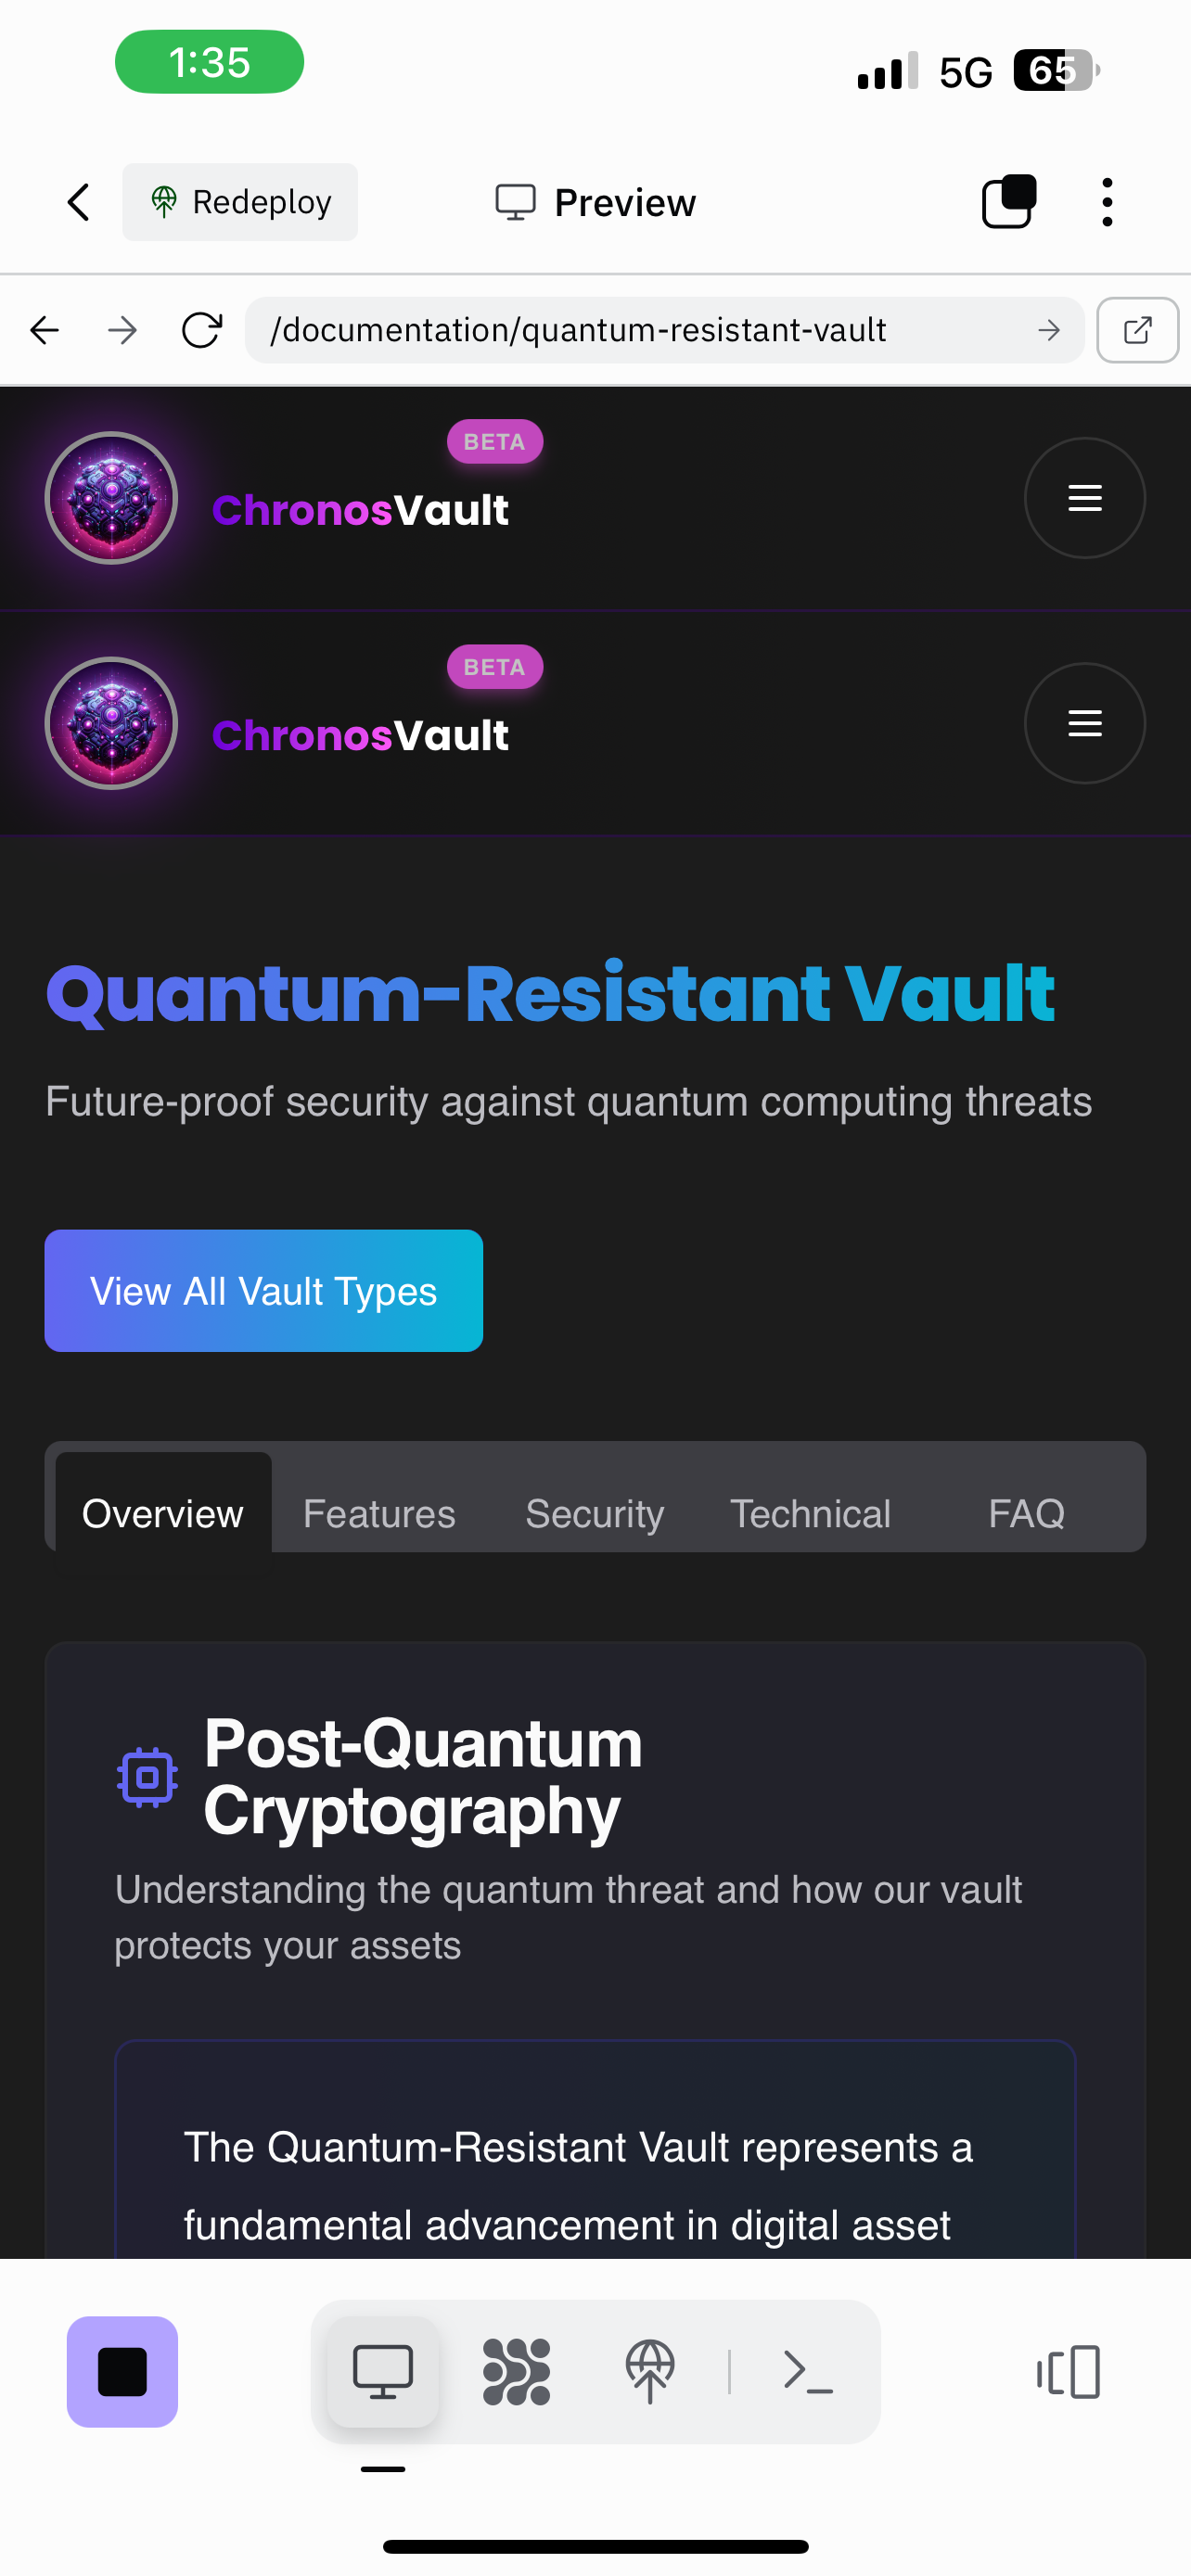 1:35
5G 65
Redeploy
Preview
/documentation/quantum-resistant-vault
BETA
ChronosVault
BETA
ChronosVault
Quantum-Resistant Vault
Future-proof security against quantum computing threats
View All Vault Types
Overview Features Security Technical FAQ
Post-Quantum
Cryptography
Understanding the quantum threat and how our vault
protects your assets
The Quantum-Resistant Vault represents a
fundamental advancement in digital asset